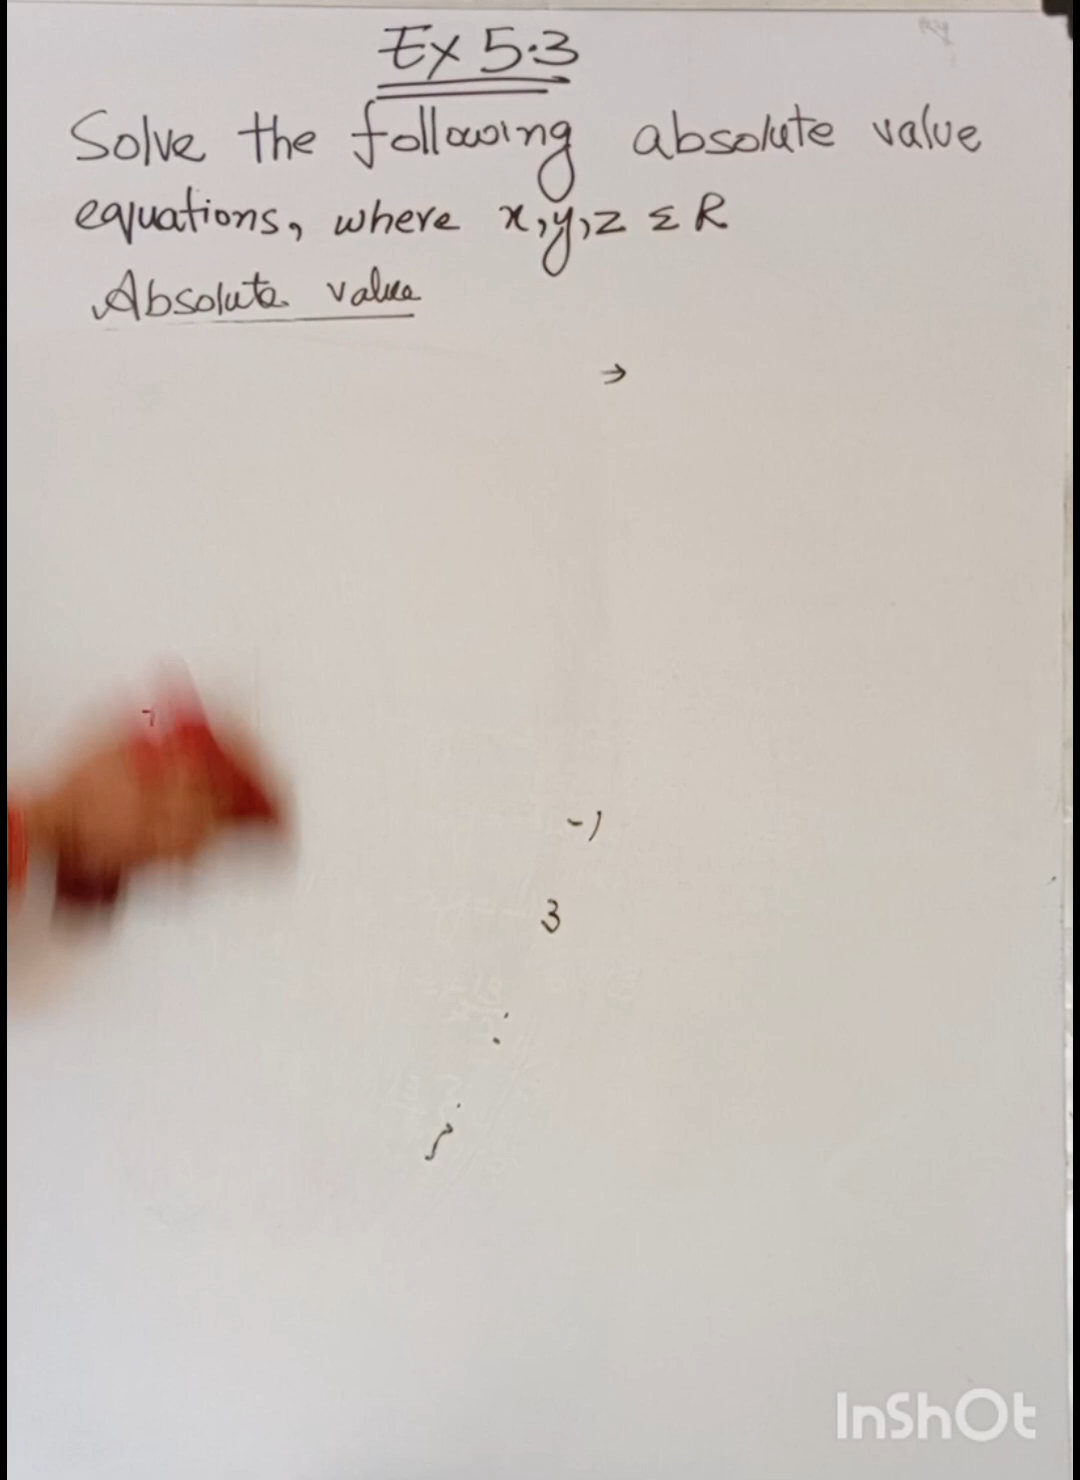 Ex 5.3
Solve the following absolute value
equations, where x,y,z ε R
Absolute value
→
-1
3
InShOt